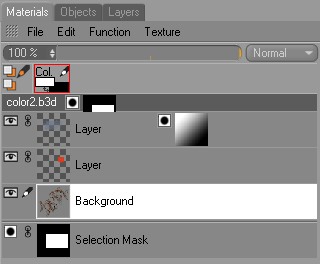 Materials Objects Layers
File Edit Function Texture
100 % Normal
Col.
color2.b3d
Layer
Layer
Background
Selection Mask